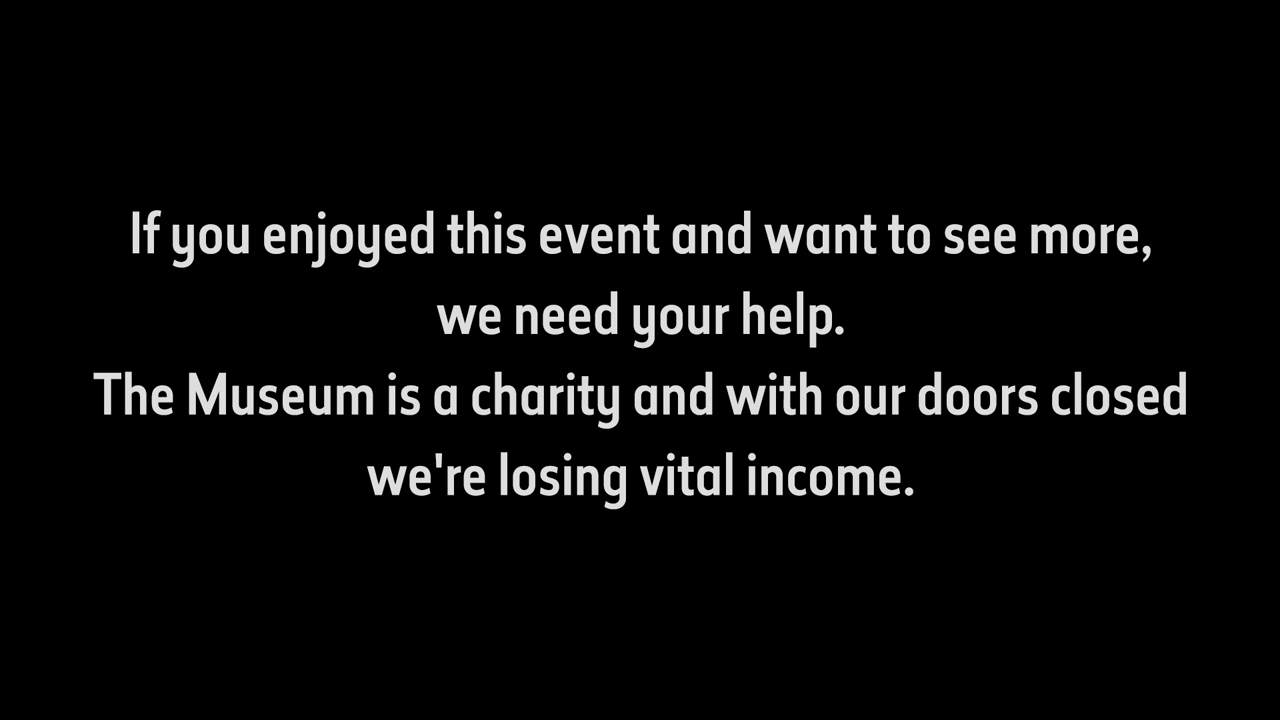 If you enjoyed this event and want to see more,
we need your help.
The Museum is a charity and with our doors closed
we're losing vital income.